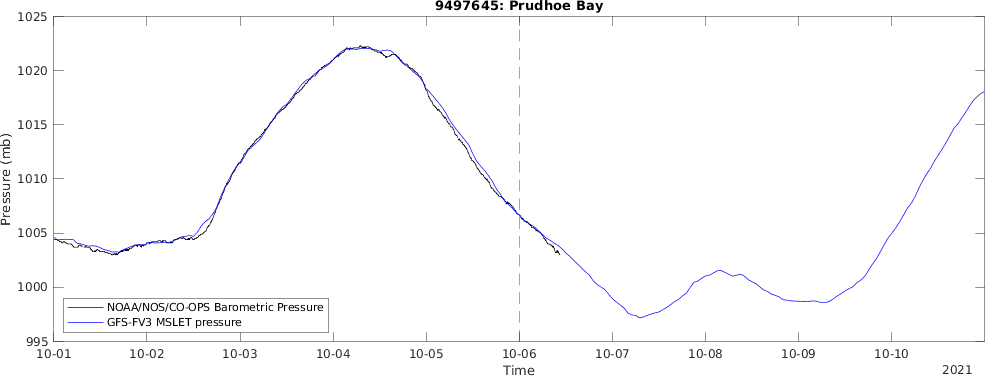 9497645: Prudhoe Bay
1025
1020
1015
1010
1005
1000
995
Pressure (mb)
NOAA/NOS/CO-OPS Barometric Pressure
GFS-FV3 MSLET pressure
10-01 10-02 10-03 10-04 10-05 10-06 10-07 10-08 10-09 10-10
Time
2021